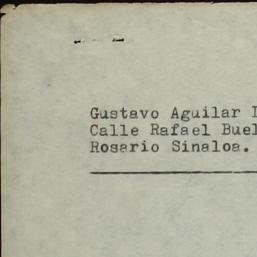 Gustavo Aguilar
Calle Rafael Buel
Rosario Sinaloa.